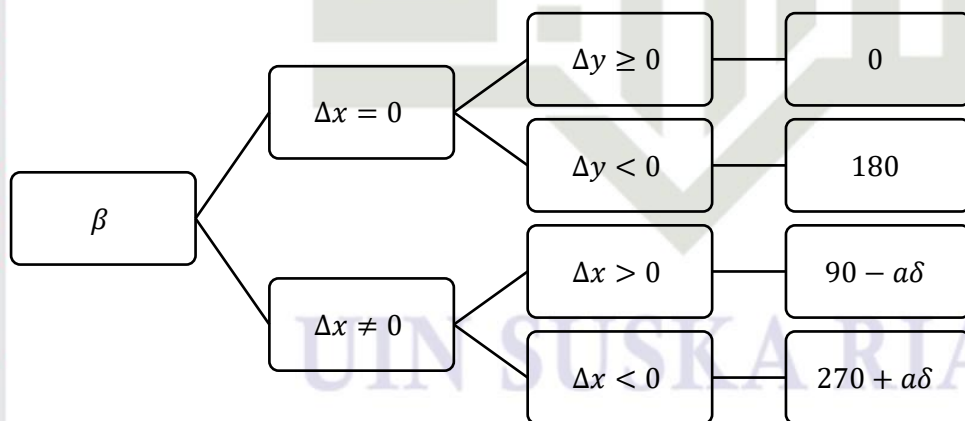 Δy ≥ 0
0
Δx = 0
Δy < 0
180
β
Δx > 0
90 − aδ
Δx ≠ 0
Δx < 0
270 + aδ
UIN SUSKA RIA